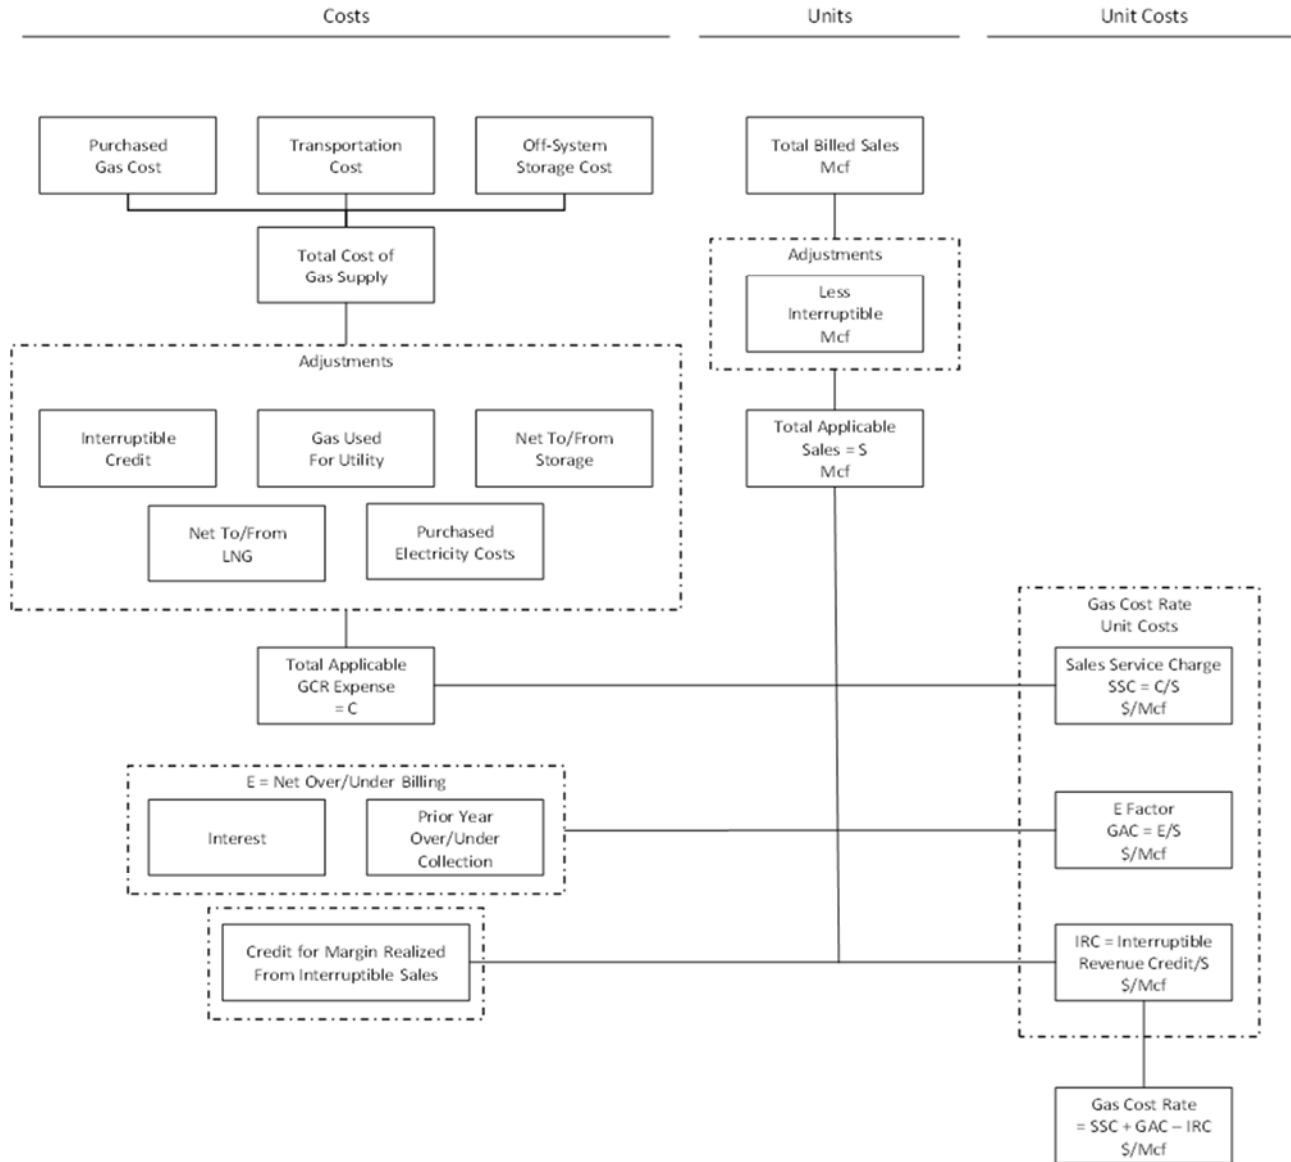 Costs
Units
Unit Costs
Purchased
Gas Cost
Transportation
Cost
Off-System
Storage Cost
Total Cost of
Gas Supply
Adjustments
Interruptible
Credit
Gas Used
For Utility
Net To/From
Storage
Net To/From
LNG
Purchased
Electricity Costs
Total Applicable
GCR Expense
= C
E = Net Over/Under Billing
Interest
Prior Year
Over/Under
Collection
Credit for Margin Realized
From Interruptible Sales
Total Billed Sales
Mcf
Adjustments
Less
Interruptible
Mcf
Total Applicable
Sales = S
Mcf
Gas Cost Rate
Unit Costs
Sales Service Charge
SSC = C/S
$/Mcf
E Factor
GAC = E/S
$/Mcf
IRC = Interruptible
Revenue Credit/S
$/Mcf
Gas Cost Rate
= SSC + GAC – IRC
$/Mcf